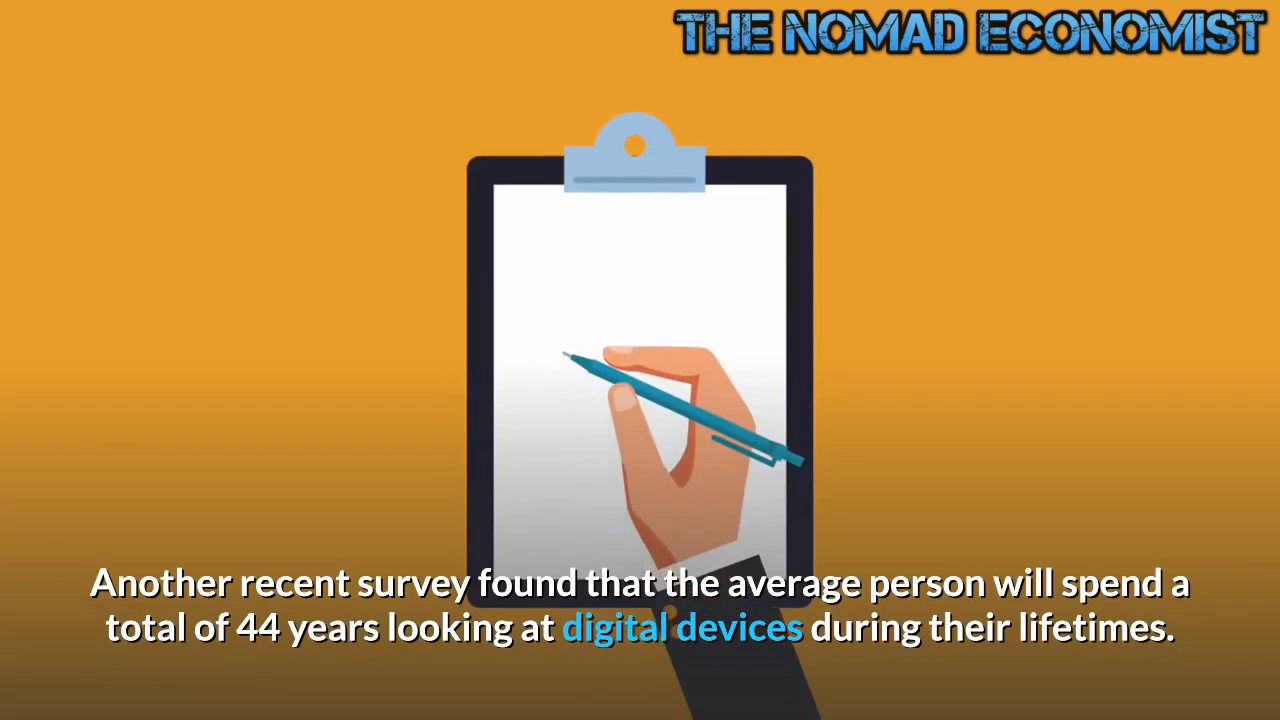 THE NOMAD ECONOMIST
Another recent survey found that the average person will spend a
total of 44 years looking at digital devices during their lifetimes.